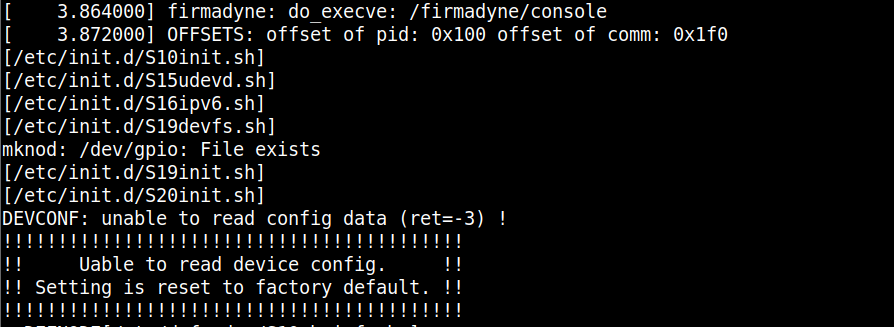 [    3.864000] firmadyne: do_execve: /firmadyne/console
[    3.872000] OFFSETS: offset of pid: 0x100 offset of comm: 0x1f0
[/etc/init.d/S10init.sh]
[/etc/init.d/S15udevd.sh]
[/etc/init.d/S16ipv6.sh]
[/etc/init.d/S19devfs.sh]
mknod: /dev/gpio: File exists
[/etc/init.d/S19init.sh]
[/etc/init.d/S20init.sh]
DEVCONF: unable to read config data (ret=-3) !
!!!!!!!!!!!!!!!!!!!!!!!!!!!!!!!!!!!!!!!!!!
!!     Uable to read device config.     !!
!! Setting is reset to factory default. !!
!!!!!!!!!!!!!!!!!!!!!!!!!!!!!!!!!!!!!!!!!!